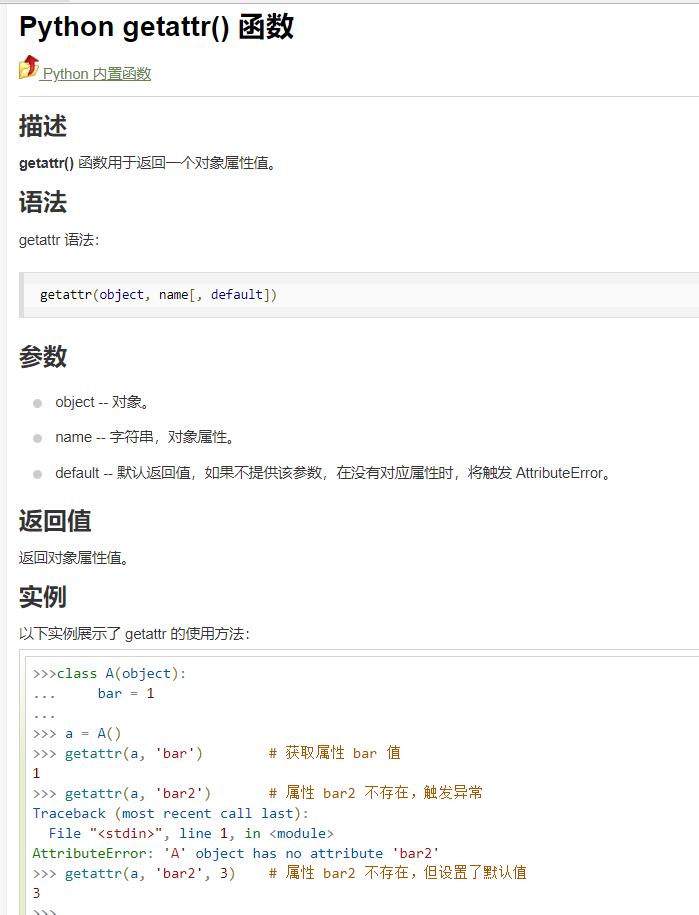 Python getattr() 函数
Python 内置函数
描述
getattr() 函数用于返回一个对象属性值。
语法
getattr 语法：
getattr(object, name[, default])
参数
object -- 对象。
name -- 字符串，对象属性。
default -- 默认返回值，如果不提供该参数，在没有对应属性时，将触发 AttributeError。
返回值
返回对象属性值。
实例
以下实例展示了 getattr 的使用方法：
>>>class A(object):
...     bar = 1
...
>>> a = A()
>>> getattr(a, 'bar')        # 获取属性 bar 值
1
>>> getattr(a, 'bar2')       # 属性 bar2 不存在，触发异常
Traceback (most recent call last):
  File "<stdin>", line 1, in <module>
AttributeError: 'A' object has no attribute 'bar2'
>>> getattr(a, 'bar2', 3)    # 属性 bar2 不存在，但设置了默认值
3
>>>